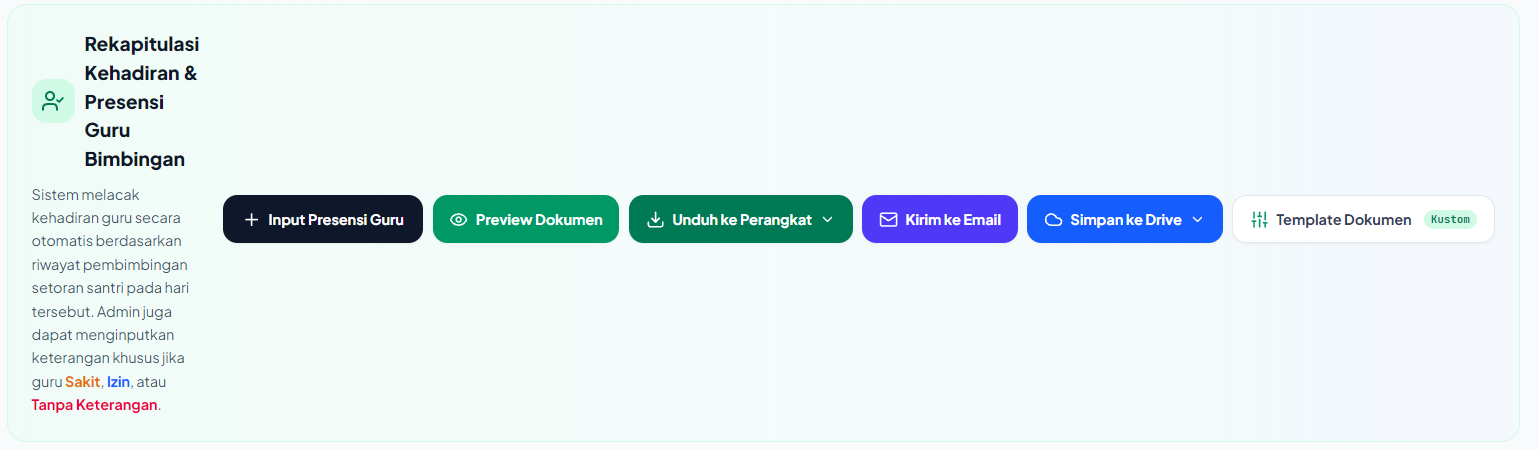 Rekapitulasi
Kehadiran &
Presensi
Guru
Bimbingan
Sistem melacak
kehadiran guru secara
otomatis berdasarkan
riwayat pembimbingan
setoran santri pada hari
tersebut. Admin juga
dapat menginputkan
keterangan khusus jika
guru Sakit, Izin, atau
Tanpa Keterangan.
Input Presensi Guru
Preview Dokumen
Unduh ke Perangkat
Kirim ke Email
Simpan ke Drive
Template Dokumen Kustom